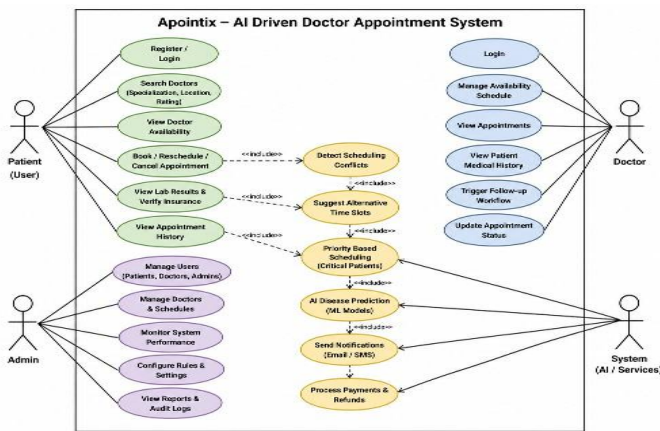 Apointix – AI Driven Doctor Appointment System
Register /
Login
Search Doctors
(Specialization, Location,
Rating)
View Doctor
Availability
Book / Reschedule /
Cancel Appointment
View Lab Results &
Verify Insurance
View Appointment
History
Patient
(User)
Manage Users
(Patients, Doctors, Admins)
Manage Doctors
& Schedules
Monitor System
Performance
Configure Rules &
Settings
View Reports &
Audit Logs
Admin
<<include>>
<<include>>
<<include>>
Detect Scheduling
Conflicts
<<include>>
Suggest Alternative
Time Slots
<<include>>
Priority Based
Scheduling
(Critical Patients)
<<include>>
AI Disease Prediction
(ML Models)
<<include>>
Send Notifications
(Email / SMS)
Process Payments &
Refunds
Login
Manage Availability
Schedule
View Appointments
View Patient
Medical History
Trigger Follow-up
Workflow
Update Appointment
Status
Doctor
System
(AI / Services)